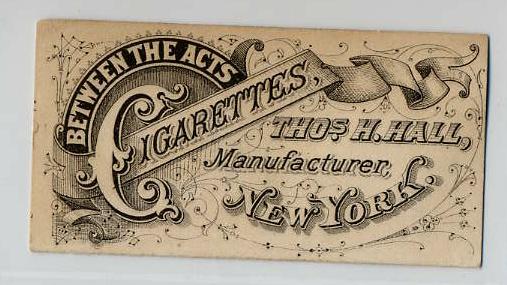 BETWEEN THE ACTS
CIGARETTES,
THOS H. HALL,
Manufacturer,
NEW YORK.